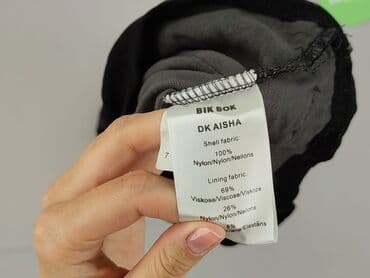 BIK BOK
DK AISHA
Shell fabric:
100%
Nylon/Nylon/Neilons
Lining fabric:
69%
Viskose/Viscose/Viskoze
26%
Nylon/Nylon/Neilons
7